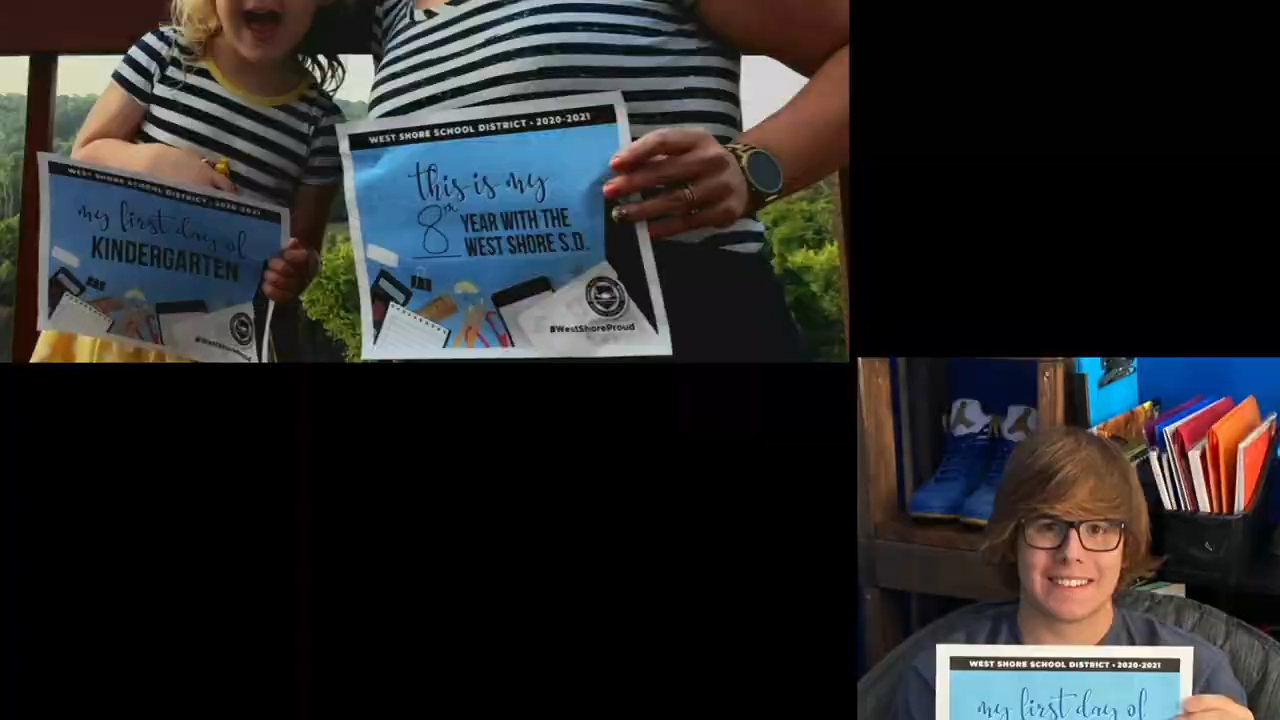 WEST SHORE SCHOOL DISTRICT • 2020-2021
my first day of
KINDERGARTEN
#WestShoreProud
WEST SHORE SCHOOL DISTRICT • 2020-2021
this is my
8th YEAR WITH THE
WEST SHORE S.D.
#WestShoreProud
WEST SHORE SCHOOL DISTRICT • 2020-2021
my first day of